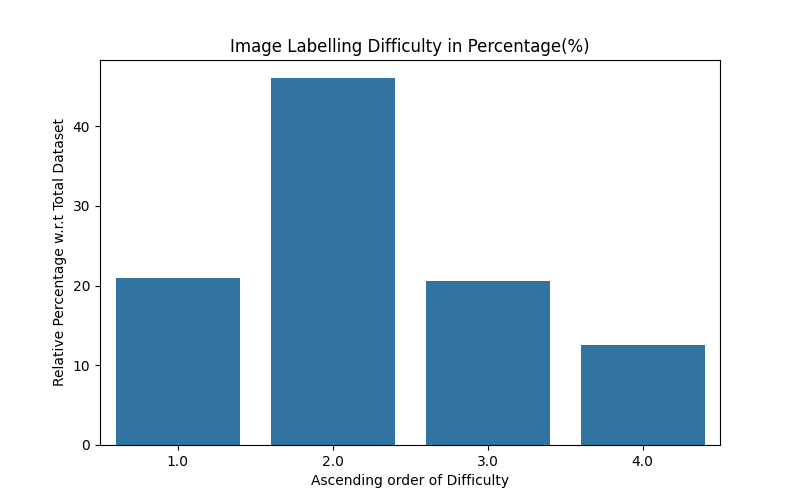 Image Labelling Difficulty in Percentage(%)
Relative Percentage w.r.t Total Dataset
40
30
20
10
0
1.0 2.0 3.0 4.0
Ascending order of Difficulty